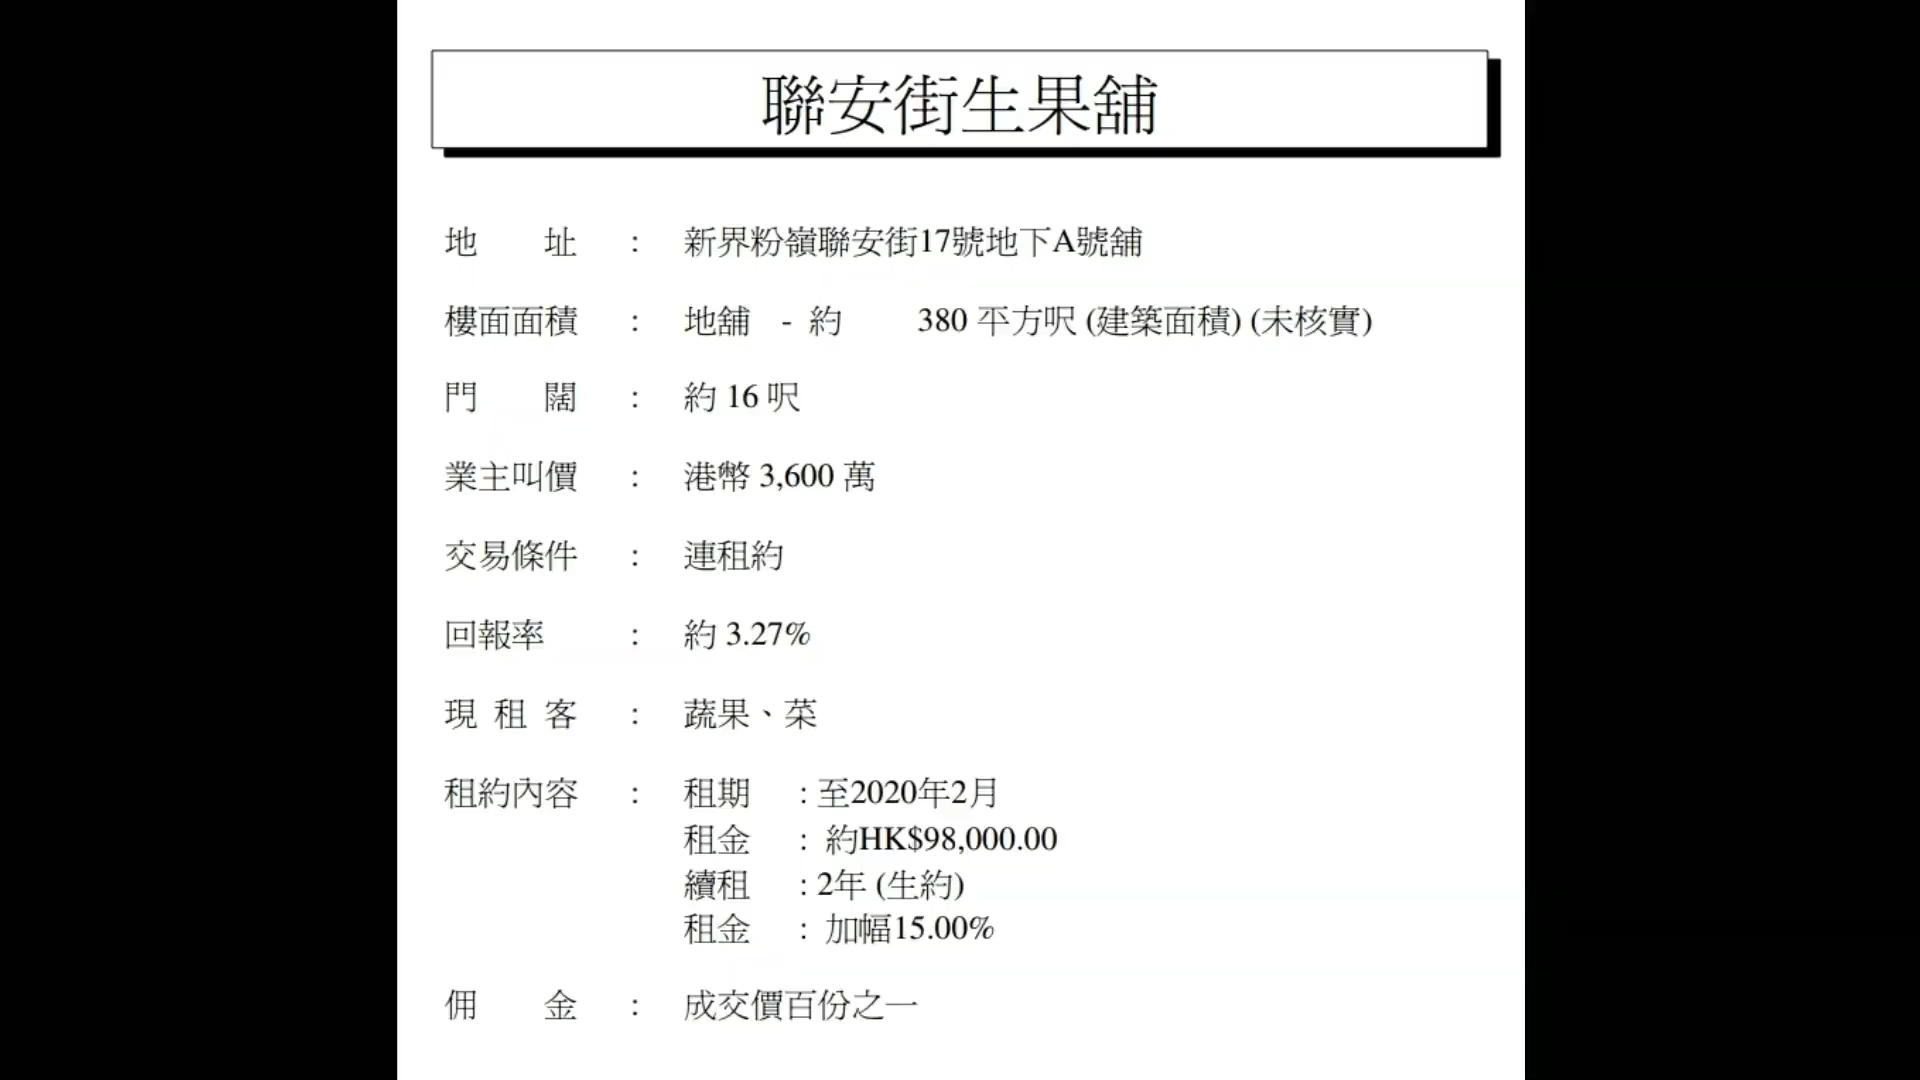 聯安街生果舖
地 址 : 新界粉嶺聯安街17號地下A號舖
樓面面積 : 地舖 - 約 380 平方呎 (建築面積) (未核實)
門 闊 : 約 16 呎
業主叫價 : 港幣 3,600 萬
交易條件 : 連租約
回報率 : 約 3.27%
現 租 客 : 蔬果、菜
租約內容 : 租期 : 至2020年2月
租金 : 約HK$98,000.00
續租 : 2年 (生約)
租金 : 加幅15.00%
佣 金 : 成交價百份之一